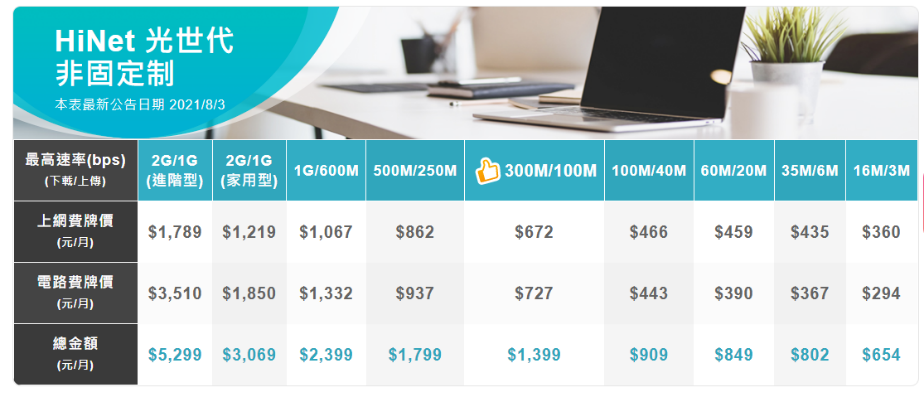 HiNet 光世代
非固定制
本表最新公告日期 2021/8/3
最高速率(bps)
(下載/上傳)
2G/1G
(進階型)
2G/1G
(家用型)
1G/600M
500M/250M
300M/100M
100M/40M
60M/20M
35M/6M
16M/3M
上網費牌價
(元/月)
$1,789
$1,219
$1,067
$862
$672
$466
$459
$435
$360
電路費牌價
(元/月)
$3,510
$1,850
$1,332
$937
$727
$443
$390
$367
$294
總金額
(元/月)
$5,299
$3,069
$2,399
$1,799
$1,399
$909
$849
$802
$654